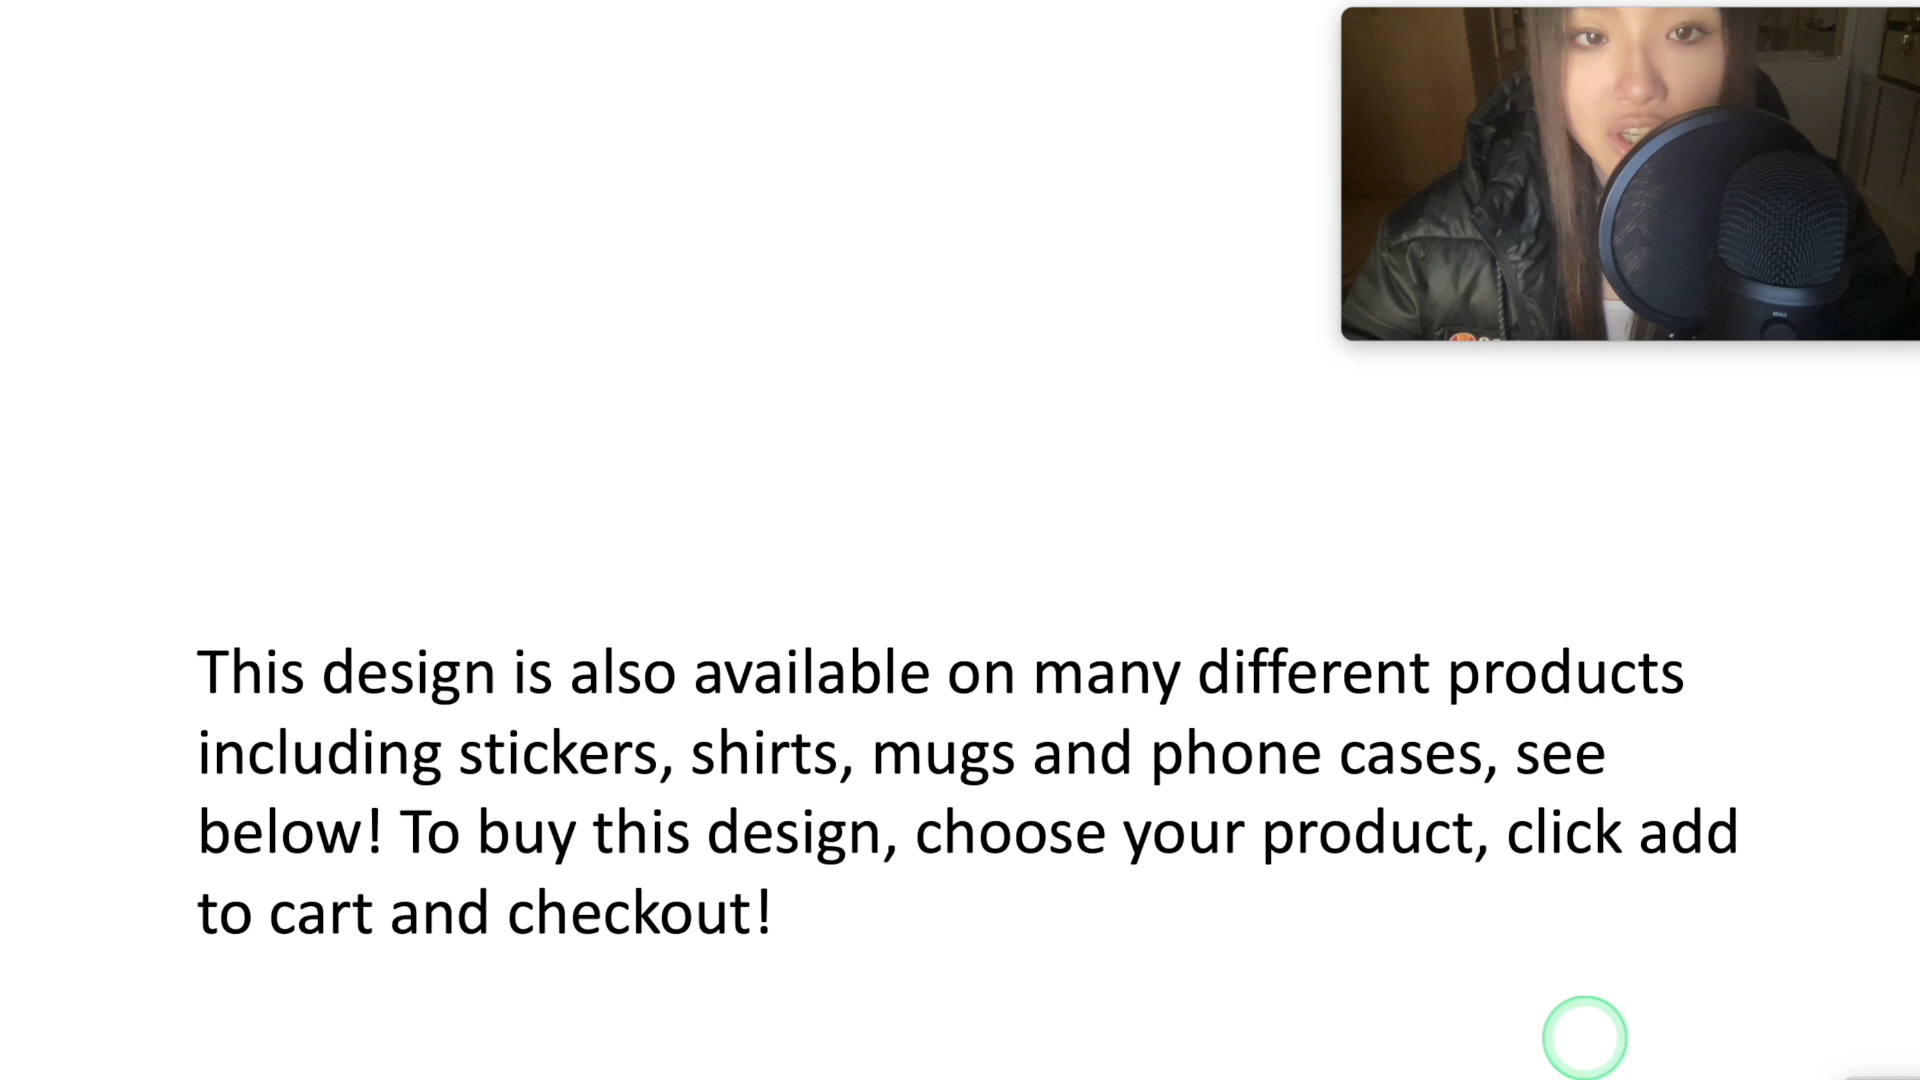 This design is also available on many different products
including stickers, shirts, mugs and phone cases, see
below! To buy this design, choose your product, click add
to cart and checkout!